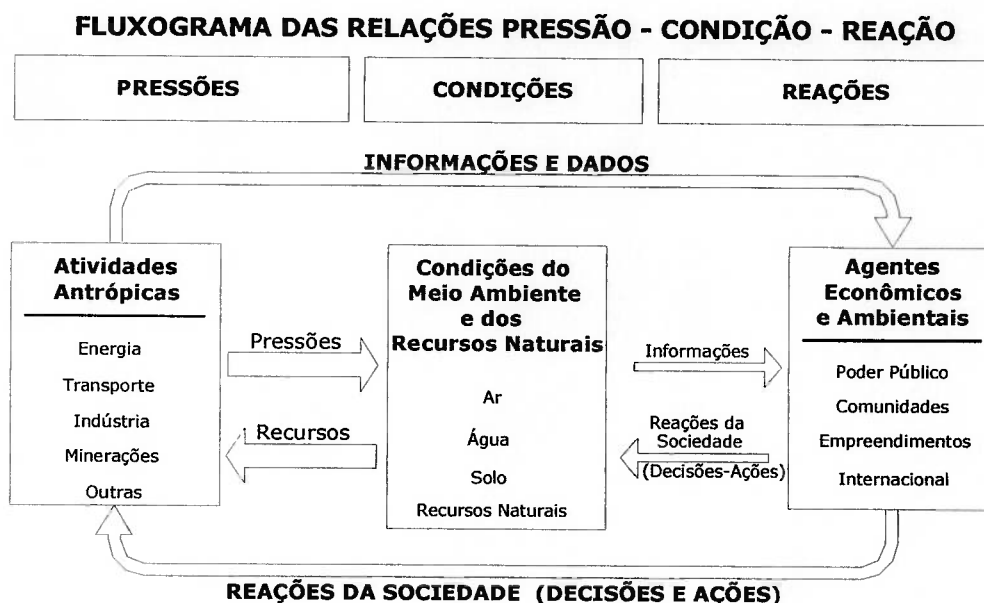 FLUXOGRAMA DAS RELAÇÕES PRESSÃO - CONDIÇÃO - REAÇÃO
PRESSÕES
CONDIÇÕES
REAÇÕES
INFORMAÇÕES E DADOS
Atividades
Antrópicas
Energia
Transporte
Indústria
Minerações
Outras
Pressões
Recursos
Condições do
Meio Ambiente
e dos
Recursos Naturais
Ar
Água
Solo
Recursos Naturais
Informações
Reações da
Sociedade
(Decisões-Ações)
Agentes
Econômicos
e Ambientais
Poder Público
Comunidades
Empreendimentos
Internacional
REAÇÕES DA SOCIEDADE (DECISÕES E AÇÕES)